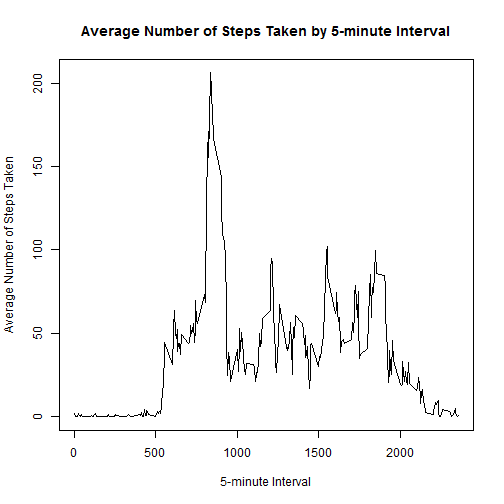 Average Number of Steps Taken by 5-minute Interval
Average Number of Steps Taken
200
150
100
50
0
0 500 1000 1500 2000
5-minute Interval